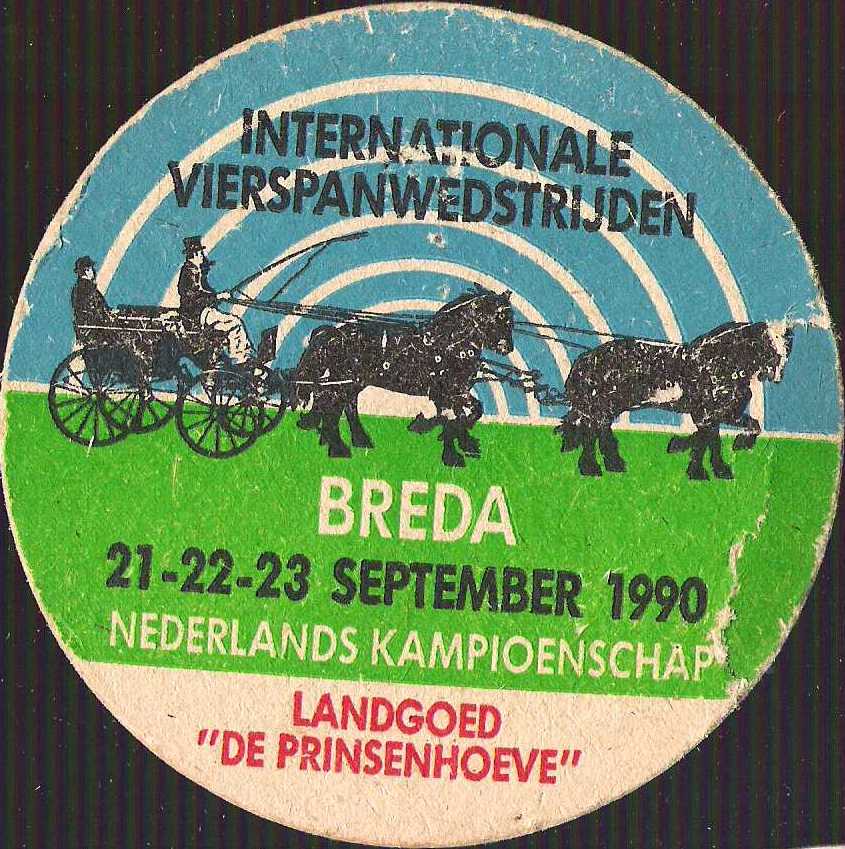 INTERNATIONALE
VIERSPANWEDSTRIJDEN
BREDA
21-22-23 SEPTEMBER 1990
NEDERLANDS KAMPIOENSCHAP
LANDGOED
"DE PRINSENHOEVE"